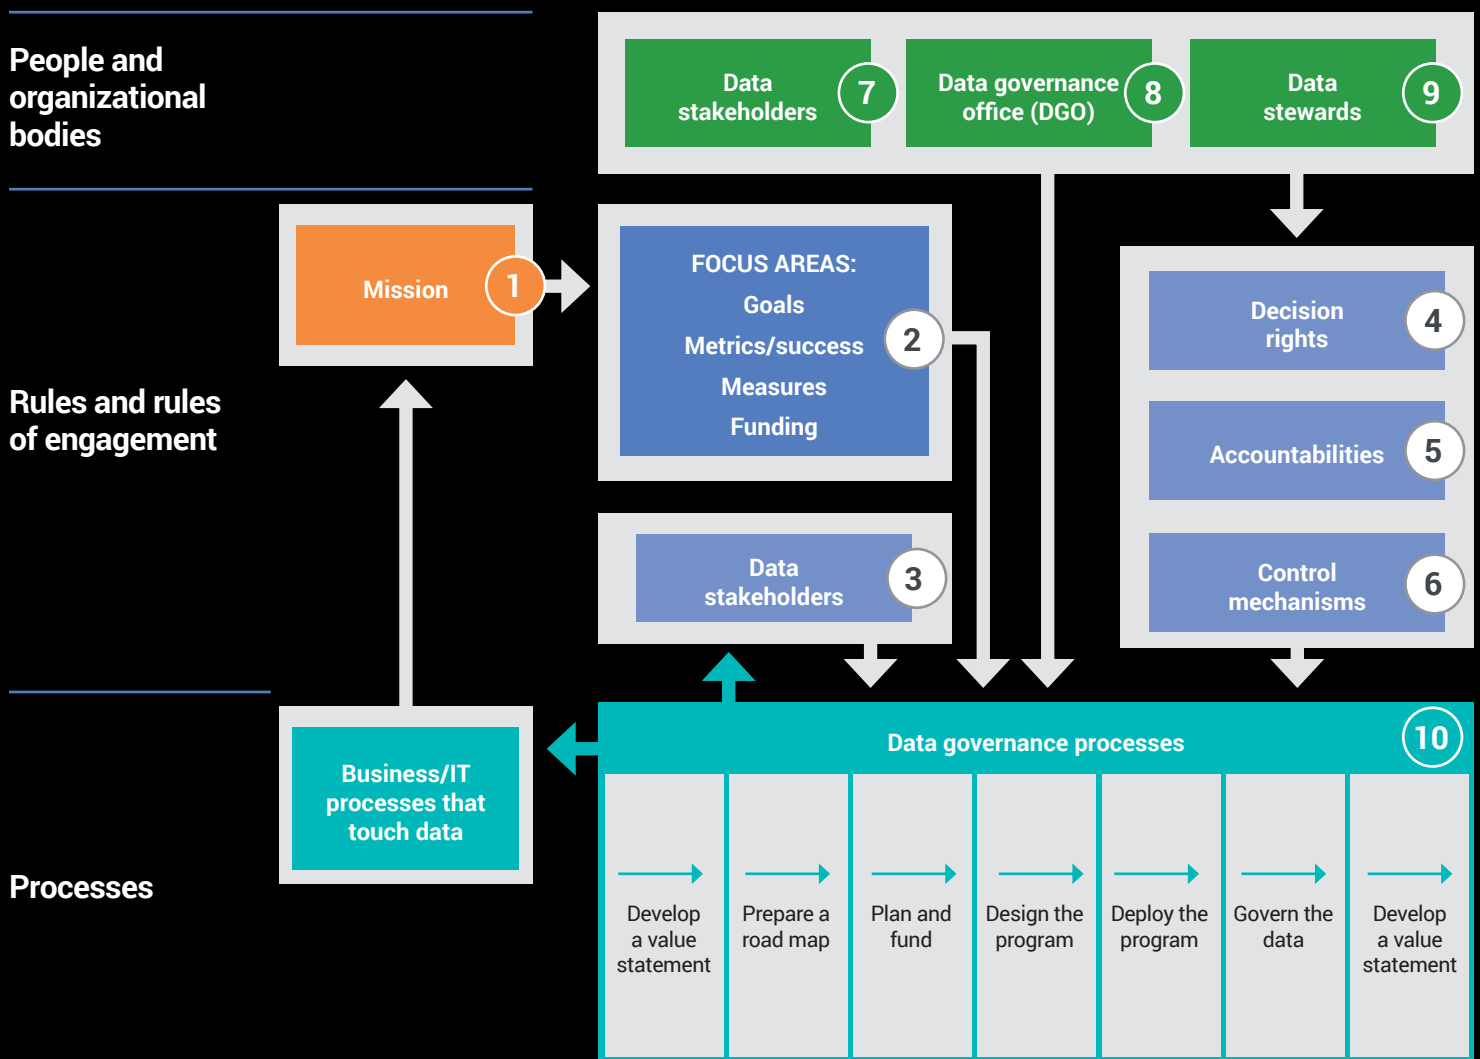 People and
organizational
bodies
Data
stakeholders
7
Data governance
office (DGO)
8
Data
stewards
9
Rules and rules
of engagement
Mission
1
FOCUS AREAS:
Goals
Metrics/success
Measures
Funding
2
Data
stakeholders
3
Decision
rights
4
Accountabilities
5
Control
mechanisms
6
Processes
Business/IT
processes that
touch data
Data governance processes
10
Develop
a value
statement
Prepare a
road map
Plan and
fund
Design the
program
Deploy the
program
Govern the
data
Develop
a value
statement